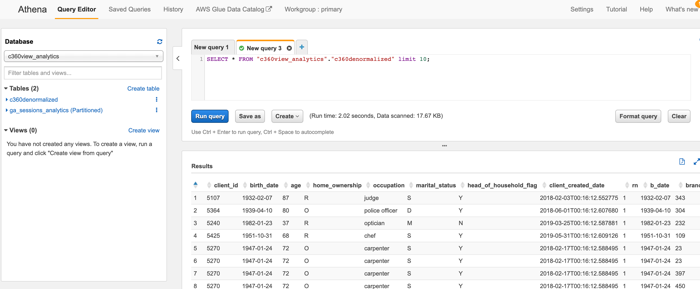 Athena Query Editor Saved Queries History AWS Glue Data Catalog Workgroup : primary Settings Tutorial Help What's new
Database
c360view_analytics
Filter tables and views...
Tables (2) Create table
c360denormalized
ga_sessions_analytics (Partitioned)
Views (0) Create view
You have not created any views. To create a view, run a
query and click "Create view from query"
New query 1 New query 3
1 SELECT * FROM "c360view_analytics"."c360denormalized" limit 10;
Run query Save as Create (Run time: 2.02 seconds, Data scanned: 17.67 KB) Format query Clear
Use Ctrl + Enter to run query, Ctrl + Space to autocomplete
Results
client_id birth_date age home_ownership occupation marital_status head_of_household_flag client_created_date rn b_date branc
1 5107 1932-02-07 87 R judge S Y 2018-02-03T00:16:12.552775 1 1932-02-07 343
2 5364 1939-04-10 80 O police officer D Y 2018-06-01T00:16:12.607680 1 1939-04-10 304
3 5240 1982-01-23 37 R optician M N 2019-03-25T00:16:12.587881 1 1982-01-23 232
4 5425 1951-10-31 68 R chef S Y 2019-05-31T00:16:12.609126 1 1951-10-31 109
5 5270 1947-01-24 72 O carpenter S Y 2018-02-17T00:16:12.588495 1 1947-01-24 23
6 5270 1947-01-24 72 O carpenter S Y 2018-02-17T00:16:12.588495 1 1947-01-24 23
7 5270 1947-01-24 72 O carpenter S Y 2018-02-17T00:16:12.588495 1 1947-01-24 397
8 5270 1947-01-24 72 O carpenter S Y 2018-02-17T00:16:12.588495 1 1947-01-24 450